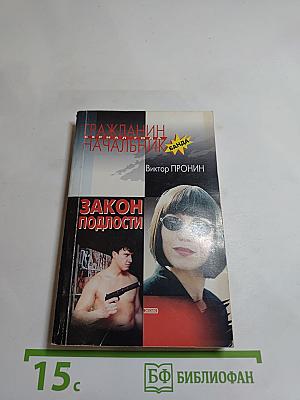 ГРАЖДАНИН
НАЧАЛЬНИК
БАНДА
Виктор ПРОНИН
ЗАКОН
ПОДЛОСТИ
15с
БФ БИБЛИОФАН